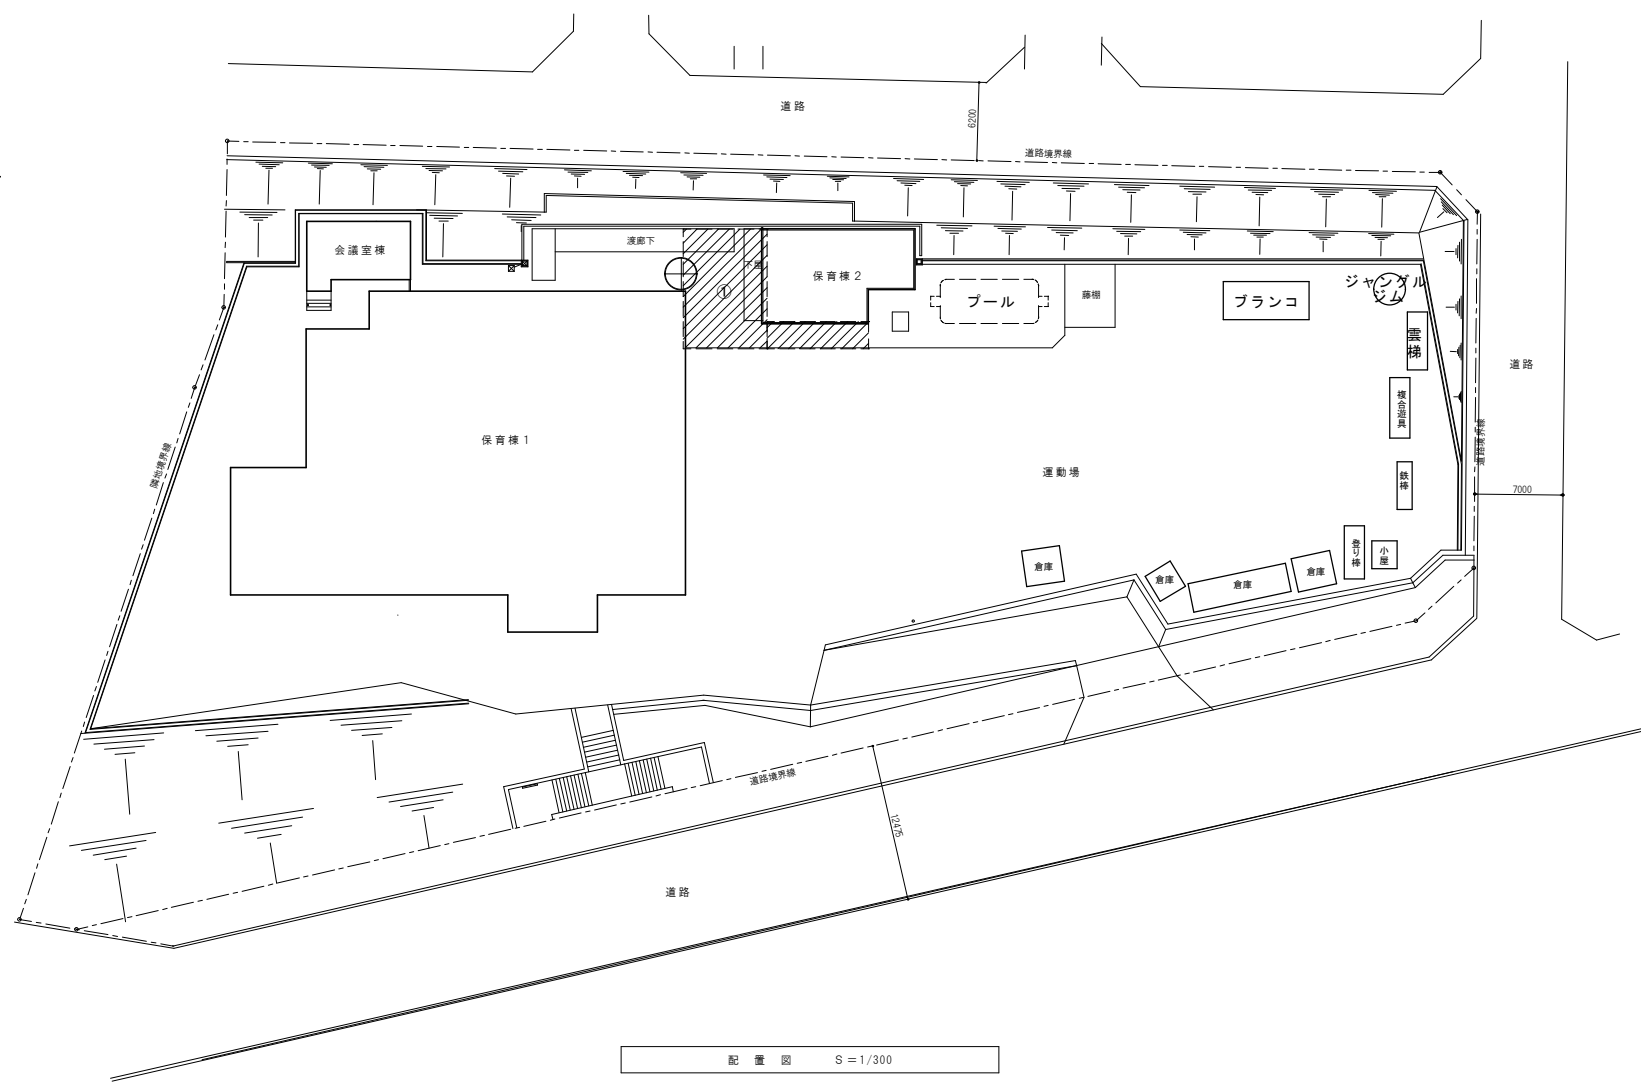 道路
6200
道路境界線
会議室棟
渡廊下
下屋
保育棟２
①
プール
藤棚
ブランコ
ジャングル
ジム
雲梯
道路
複合遊具
隣地境界線
保育棟１
運動場
道路境界線
鉄棒
7000
登り棒
小屋
倉庫
倉庫
倉庫
倉庫
道路境界線
12475
道路
配　置　図　　　Ｓ＝1/300